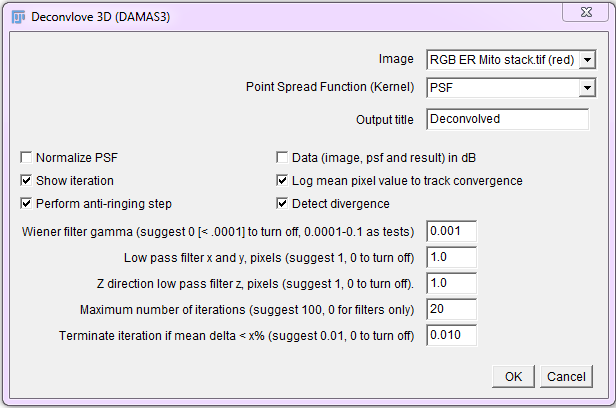 Deconvlove 3D (DAMAS3)
Image RGB ER Mito stack.tif (red)
Point Spread Function (Kernel) PSF
Output title Deconvolved
Normalize PSF Data (image, psf and result) in dB
Show iteration Log mean pixel value to track convergence
Perform anti-ringing step Detect divergence
Wiener filter gamma (suggest 0 [< .0001] to turn off, 0.0001-0.1 as tests) 0.001
Low pass filter x and y, pixels (suggest 1, 0 to turn off) 1.0
Z direction low pass filter z, pixels (suggest 1, 0 to turn off). 1.0
Maximum number of iterations (suggest 100, 0 for filters only) 20
Terminate iteration if mean delta < x% (suggest 0.01, 0 to turn off) 0.010
OK Cancel